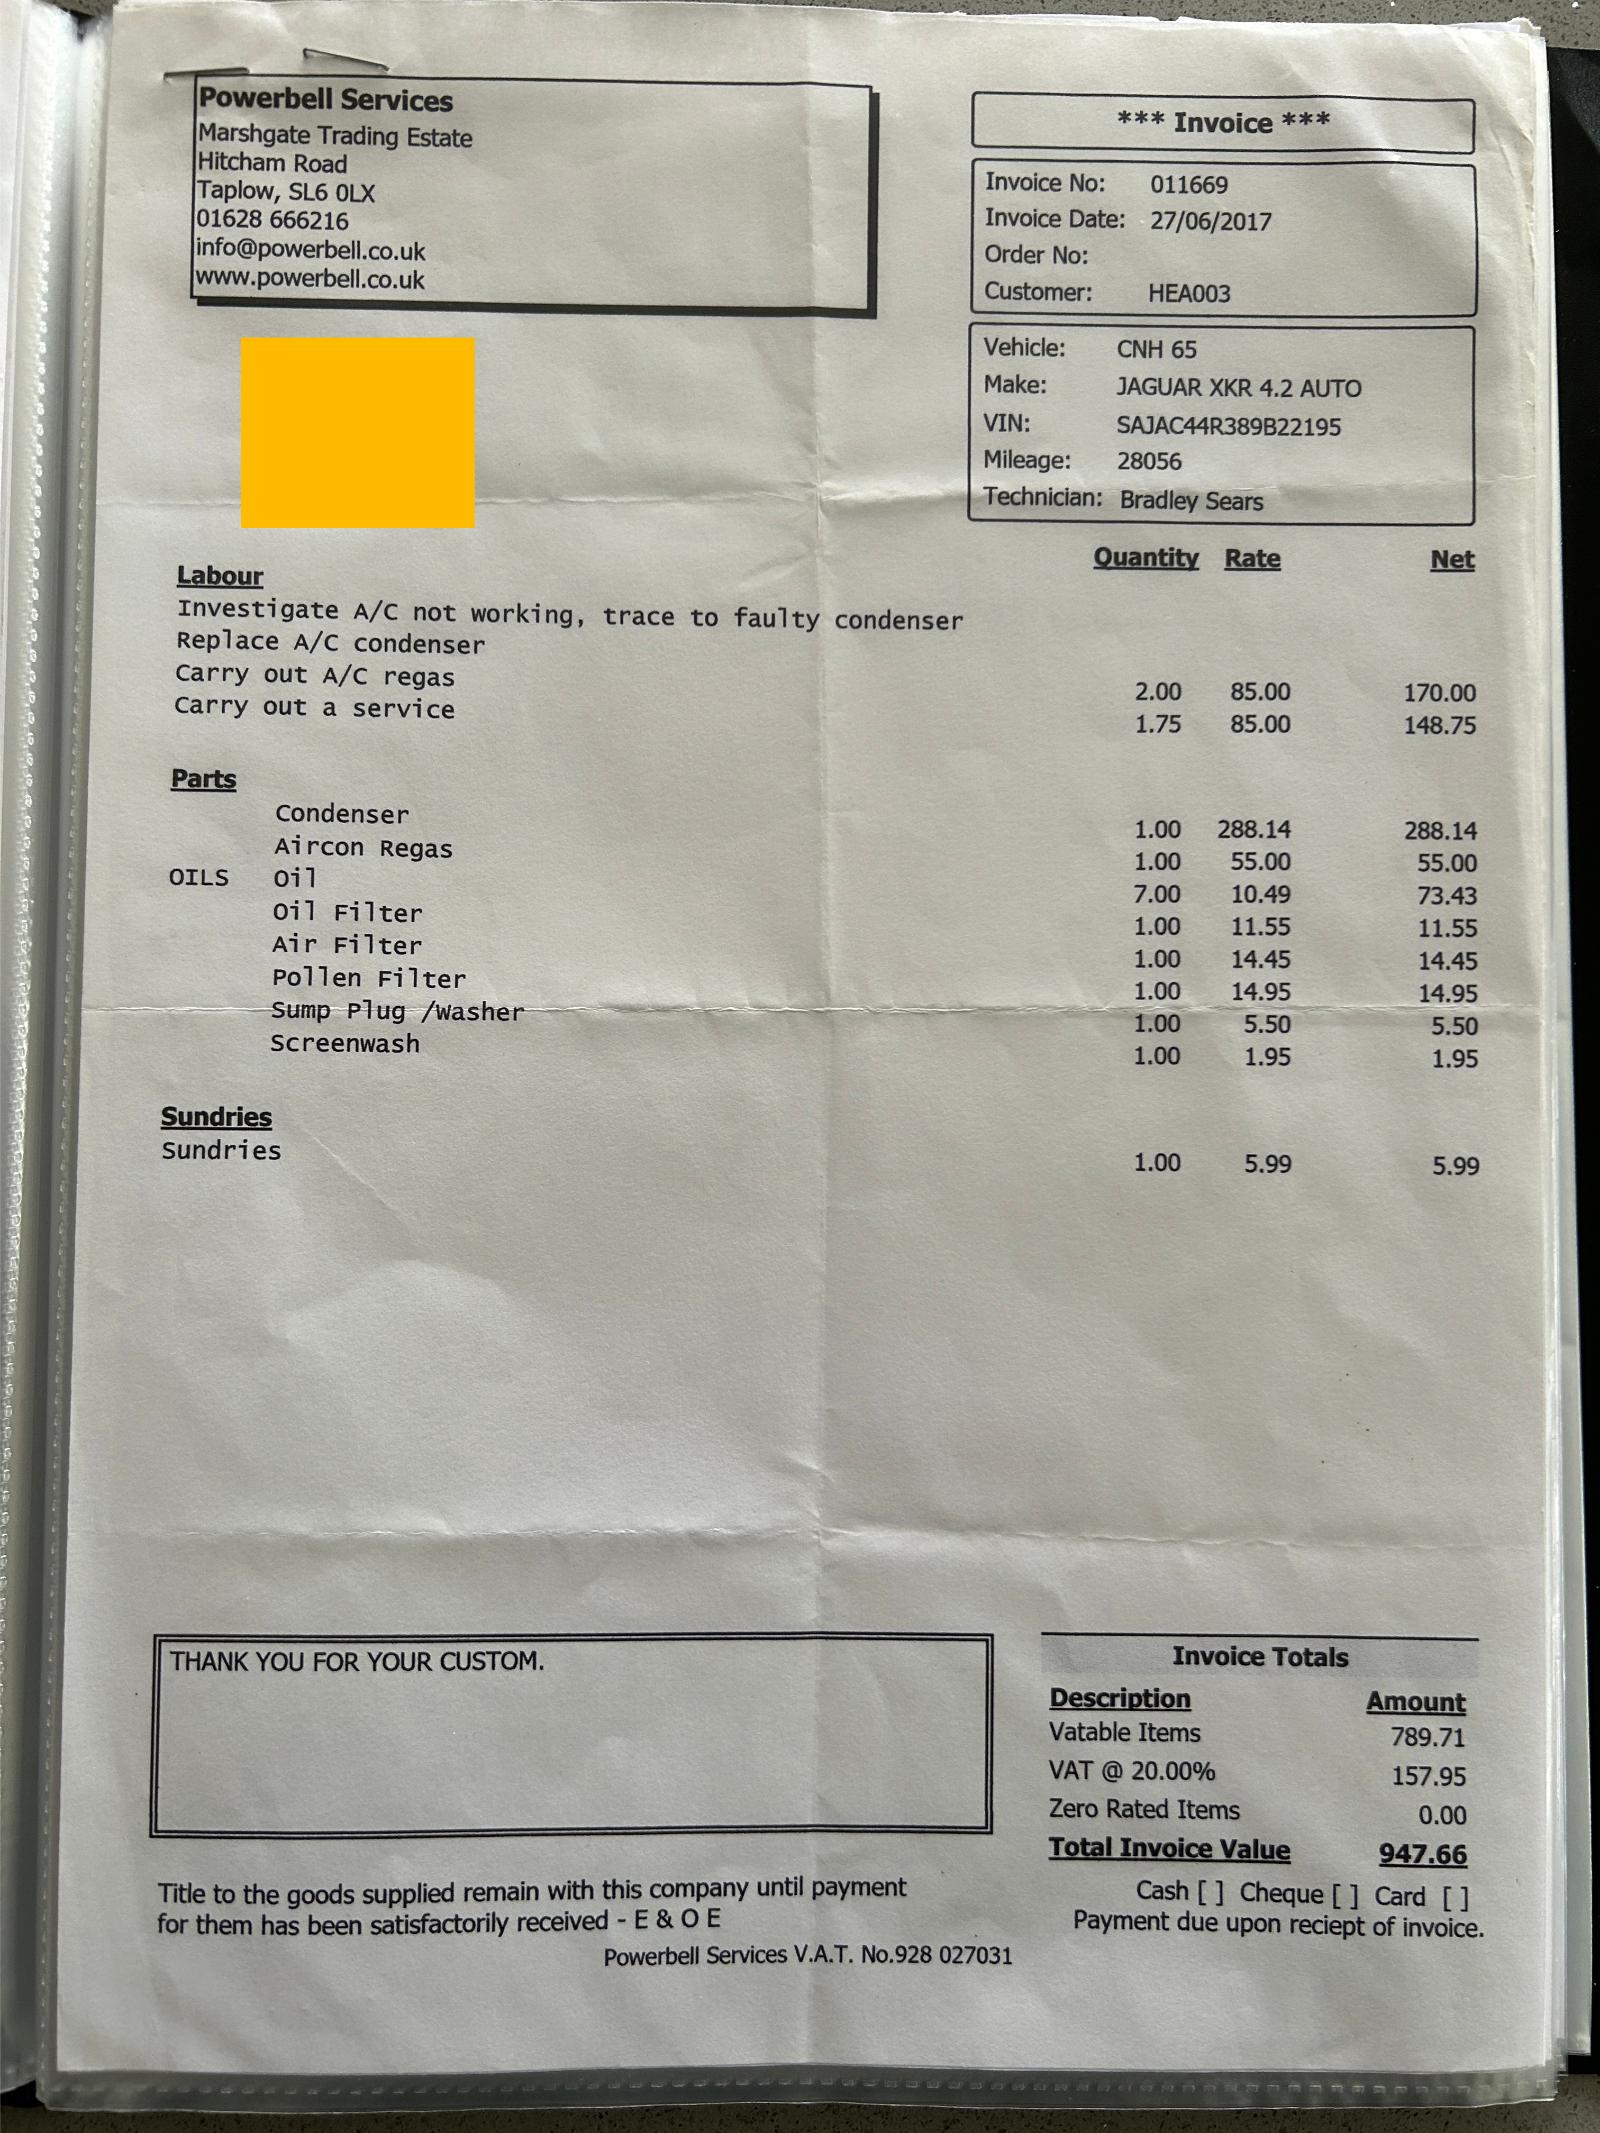 Powerbell Services
Marshgate Trading Estate
Hitcham Road
Taplow, SL6 0LX
01628 666216
info@powerbell.co.uk
www.powerbell.co.uk
*** Invoice ***
Invoice No: 011669
Invoice Date: 27/06/2017
Order No:
Customer: HEA003
Vehicle: CNH 65
Make: JAGUAR XKR 4.2 AUTO
VIN: SAJAC44R389B22195
Mileage: 28056
Technician: Bradley Sears
Quantity Rate Net
Labour
Investigate A/C not working, trace to faulty condenser
Replace A/C condenser
Carry out A/C regas 2.00 85.00 170.00
Carry out a service 1.75 85.00 148.75
Parts
Condenser 1.00 288.14 288.14
Aircon Regas 1.00 55.00 55.00
OILS Oil 7.00 10.49 73.43
Oil Filter 1.00 11.55 11.55
Air Filter 1.00 14.45 14.45
Pollen Filter 1.00 14.95 14.95
Sump Plug /Washer 1.00 5.50 5.50
Screenwash 1.00 1.95 1.95
Sundries
Sundries 1.00 5.99 5.99
THANK YOU FOR YOUR CUSTOM.
Invoice Totals
Description Amount
Vatable Items 789.71
VAT @ 20.00% 157.95
Zero Rated Items 0.00
Total Invoice Value 947.66
Cash [ ] Cheque [ ] Card [ ]
Payment due upon reciept of invoice.
Title to the goods supplied remain with this company until payment
for them has been satisfactorily received - E & O E
Powerbell Services V.A.T. No.928 027031